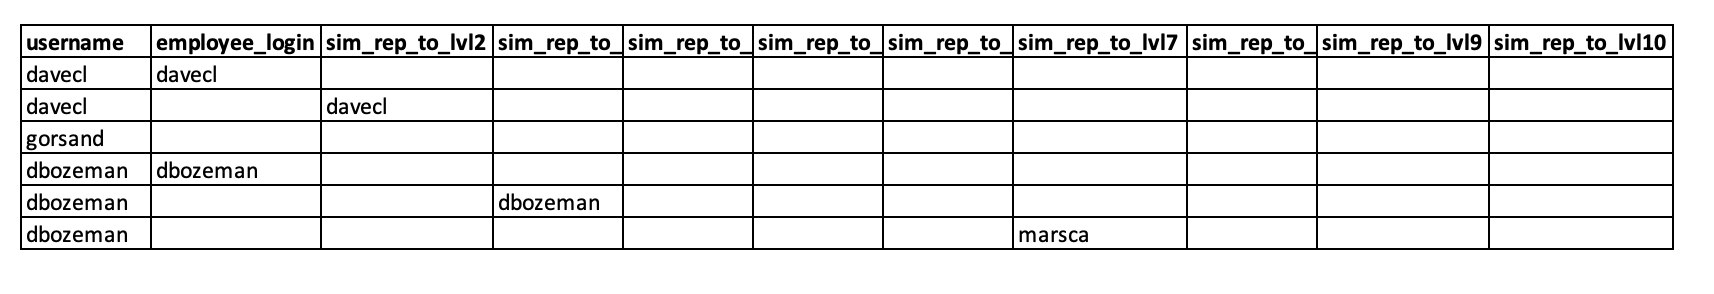 username employee_login sim_rep_to_lvl2 sim_rep_to_ sim_rep_to_ sim_rep_to_ sim_rep_to_ sim_rep_to_lvl7 sim_rep_to_ sim_rep_to_lvl9 sim_rep_to_lvl10
davecl davecl
davecl davecl
gorsand
dbozeman dbozeman
dbozeman dbozeman
dbozeman marsca